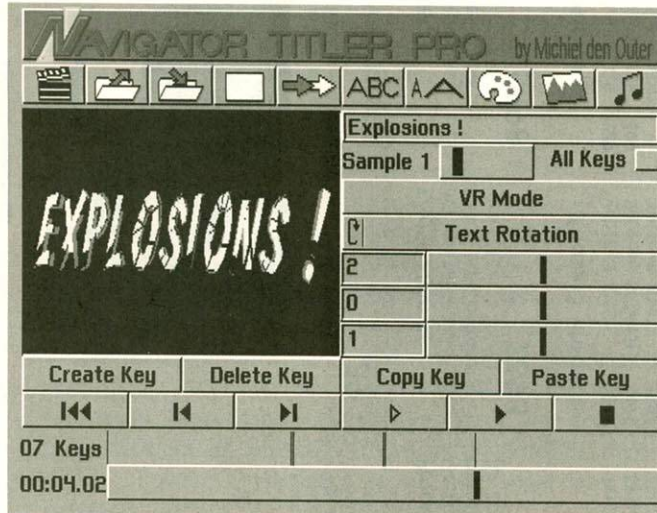 NAVIGATOR TITLER PRO by Michiel den Outer
ABC AA
Explosions !
Sample 1 All Keys
VR Mode
Text Rotation
2
0
1
EXPLOSIONS!
Create Key Delete Key Copy Key Paste Key
07 Keys
00:04.02